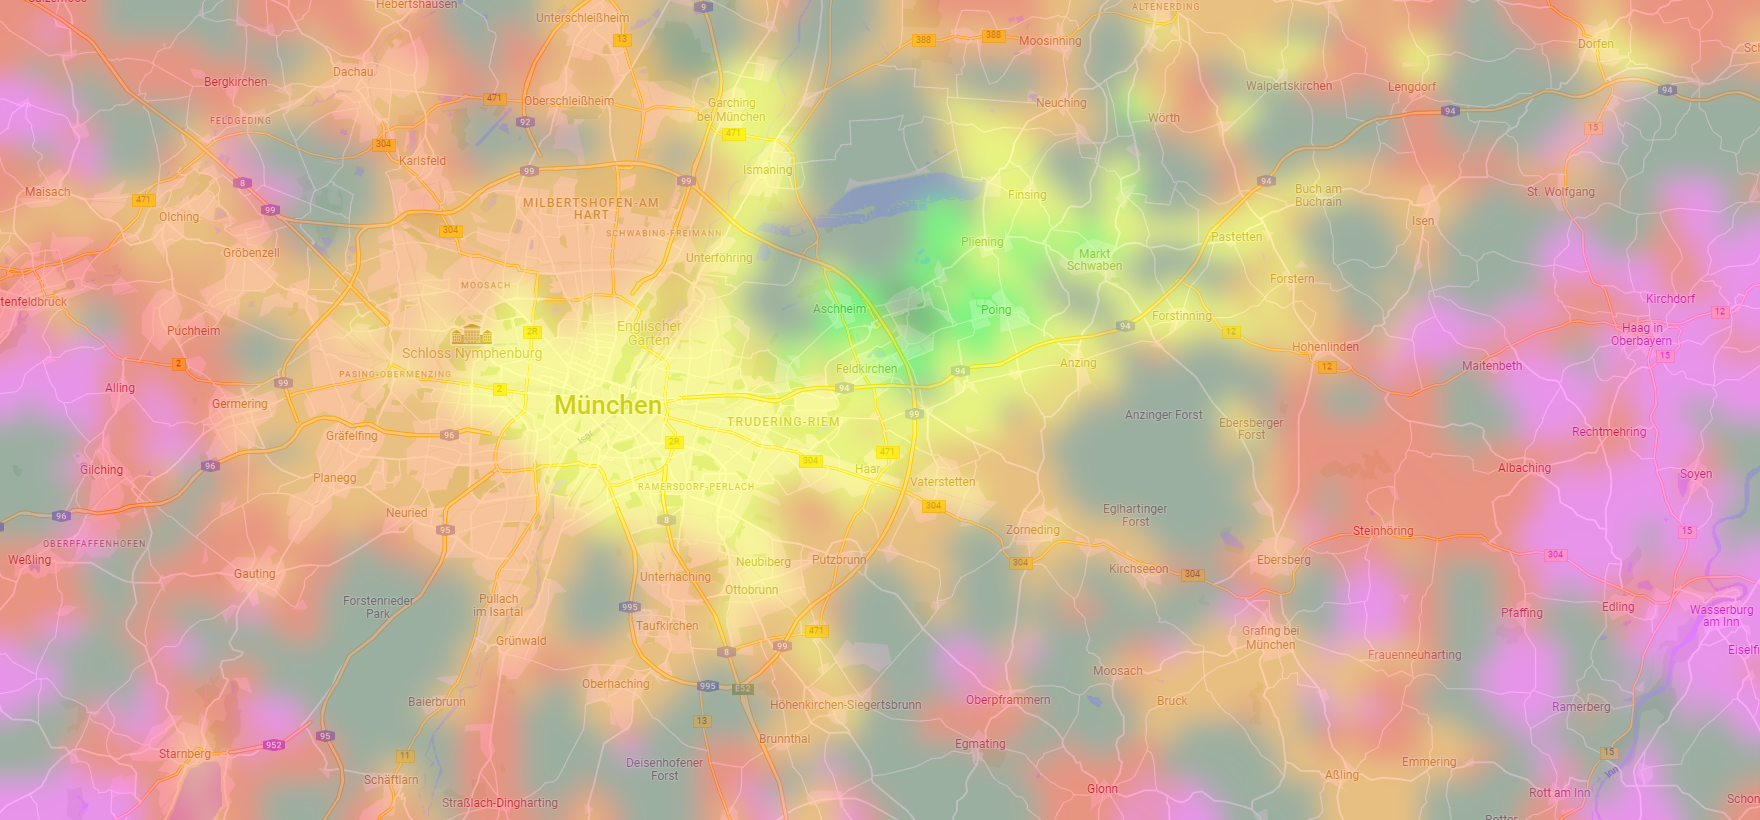 Hebertshausen
9
ALTENERDING
Unterschleißheim
13
388
388
Moosinning
Dorfen
Dachau
Bergkirchen
Walpertskirchen
Lengdorf
94
471
Oberschleißheim
Garching
bei München
Neuching
94
FELDGEDING
92
471
Wörth
15
304
Karlsfeld
99
Ismaning
8
99
94
Maisach
471
Finsing
Buch am
Buchrain
St. Wolfgang
99
Olching
MILBERTSHOFEN-AM
HART
304
SCHWABING-FREIMANN
Isen
Gröbenzell
Unterföhring
Pliening
Markt
Schwaben
Pastetten
Forstern
MOOSACH
tenfeldbruck
Aschheim
Poing
Forstinning
Kirchdorf
12
Puchheim
2R
Englischer
Garten
94
12
Haag in
Oberbayern
Schloss Nymphenburg
Hohenlinden
15
2
PASING-OBERMENZING
Feldkirchen
94
Anzing
12
Maitenbeth
Alling
99
2
94
Germering
München
99
Anzinger Forst
TRUDERING-RIEM
Ebersberger
Forst
Gräfelfing
96
Isar
2R
471
Rechtmehring
96
304
Gilching
Planegg
Haar
Albaching
Soyen
RAMERSDORF-PERLACH
Vaterstetten
96
Neuried
8
304
Eglhartinger
Forst
95
Zorneding
Steinhöring
15
OBERPFAFFENHOFEN
Weßling
Neubiberg
Putzbrunn
304
304
Ebersberg
Kirchseeon
304
Gauting
Unterhaching
Ottobrunn
Forstenrieder
Park
Pullach
im Isartal
995
Pfaffing
Edling
Wasserburg
am Inn
Taufkirchen
471
Grafing bei
München
Grünwald
99
8
Frauenneuharting
Eiselfi
Moosach
Oberhaching
995
E52
Baierbrunn
Höhenkirchen-Siegertsbrunn
Oberpframmern
Bruck
Ramerberg
13
952
95
Brunnthal
Egmating
Starnberg
11
15
Deisenhofener
Forst
Emmering
Schäftlarn
Aßling
Inn
Glonn
Rott am Inn
Straßlach-Dingharting
Schon